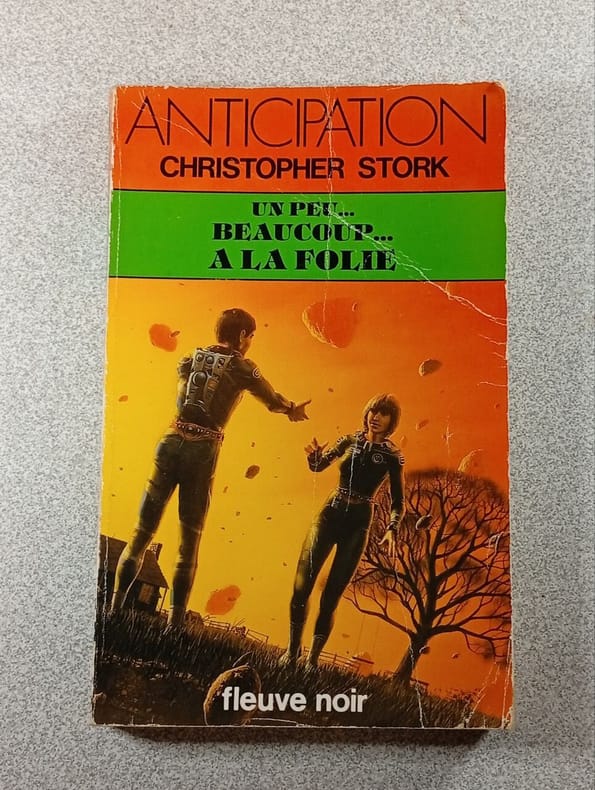 ANTICIPATION
CHRISTOPHER STORK
UN PEU...
BEAUCOUP...
A LA FOLIE
fleuve noir